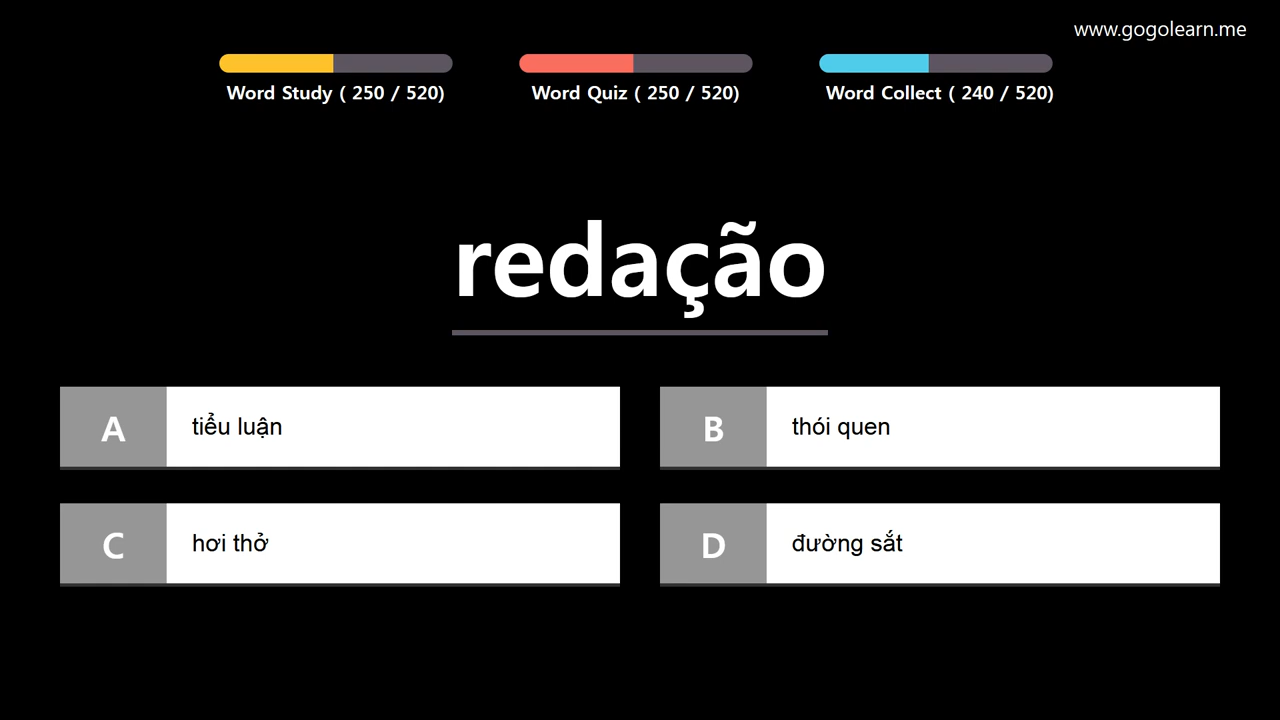 www.gogolearn.me
Word Study ( 250 / 520)
Word Quiz ( 250 / 520)
Word Collect ( 240 / 520)
redação
A tiểu luận
B thói quen
C hơi thở
D đường sắt